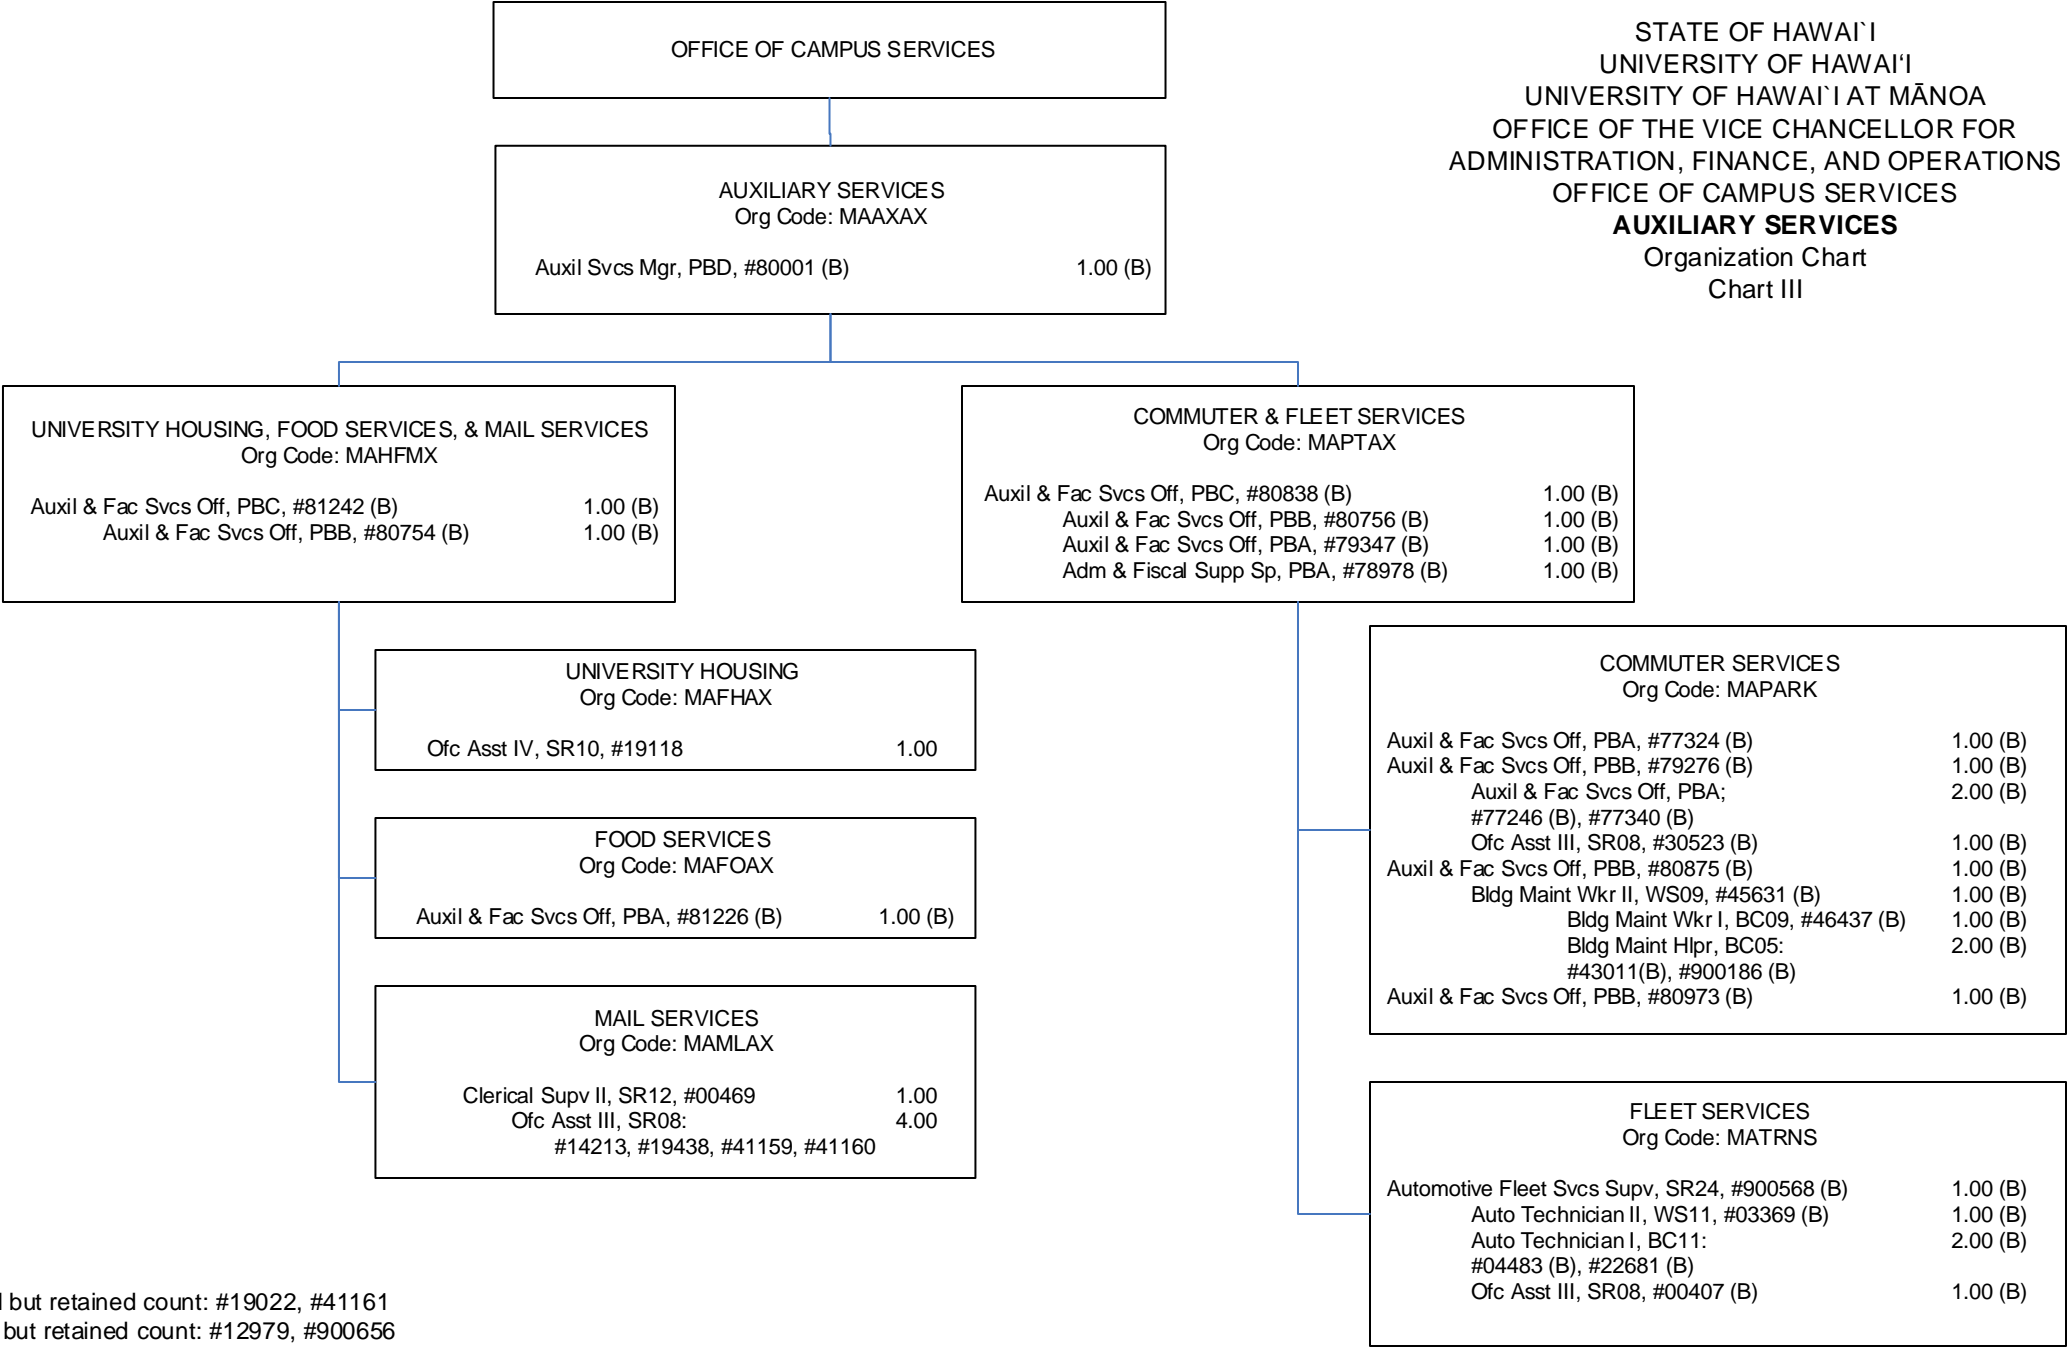 OFFICE OF CAMPUS SERVICES
STATE OF HAWAI`I
UNIVERSITY OF HAWAI‘I
UNIVERSITY OF HAWAI`I AT MĀNOA
OFFICE OF THE VICE CHANCELLOR FOR
ADMINISTRATION, FINANCE, AND OPERATIONS
OFFICE OF CAMPUS SERVICES
AUXILIARY SERVICES
Organization Chart
Chart III
AUXILIARY SERVICES
Org Code: MAAXAX
Auxil Svcs Mgr, PBD, #80001 (B) 1.00 (B)
UNIVERSITY HOUSING, FOOD SERVICES, & MAIL SERVICES
Org Code: MAHFMX
Auxil & Fac Svcs Off, PBC, #81242 (B) 1.00 (B)
Auxil & Fac Svcs Off, PBB, #80754 (B) 1.00 (B)
UNIVERSITY HOUSING
Org Code: MAFHAX
Ofc Asst IV, SR10, #19118 1.00
FOOD SERVICES
Org Code: MAFOAX
Auxil & Fac Svcs Off, PBA, #81226 (B) 1.00 (B)
MAIL SERVICES
Org Code: MAMLAX
Clerical Supv II, SR12, #00469 1.00
Ofc Asst III, SR08: 4.00
#14213, #19438, #41159, #41160
COMMUTER & FLEET SERVICES
Org Code: MAPTAX
Auxil & Fac Svcs Off, PBC, #80838 (B) 1.00 (B)
Auxil & Fac Svcs Off, PBB, #80756 (B) 1.00 (B)
Auxil & Fac Svcs Off, PBA, #79347 (B) 1.00 (B)
Adm & Fiscal Supp Sp, PBA, #78978 (B) 1.00 (B)
COMMUTER SERVICES
Org Code: MAPARK
Auxil & Fac Svcs Off, PBA, #77324 (B) 1.00 (B)
Auxil & Fac Svcs Off, PBB, #79276 (B) 1.00 (B)
Auxil & Fac Svcs Off, PBA; 2.00 (B)
#77246 (B), #77340 (B)
Ofc Asst III, SR08, #30523 (B) 1.00 (B)
Auxil & Fac Svcs Off, PBB, #80875 (B) 1.00 (B)
Bldg Maint Wkr II, WS09, #45631 (B) 1.00 (B)
Bldg Maint Wkr I, BC09, #46437 (B) 1.00 (B)
Bldg Maint Hlpr, BC05: 2.00 (B)
#43011(B), #900186 (B)
Auxil & Fac Svcs Off, PBB, #80973 (B) 1.00 (B)
FLEET SERVICES
Org Code: MATRNS
Automotive Fleet Svcs Supv, SR24, #900568 (B) 1.00 (B)
Auto Technician II, WS11, #03369 (B) 1.00 (B)
Auto Technician I, BC11: 2.00 (B)
#04483 (B), #22681 (B)
Ofc Asst III, SR08, #00407 (B) 1.00 (B)
but retained count: #19022, #41161
but retained count: #12979, #900656